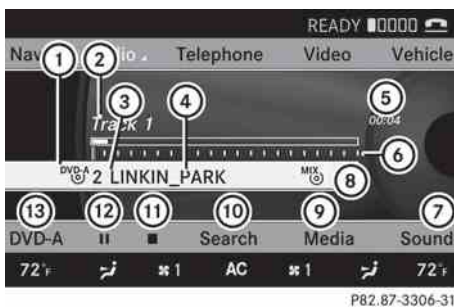 READY
Nav dio Telephone Video Vehicle
1 2 3 4 5
Track 1
00:04
6
DVD-A 2 LINKIN_PARK MIX 8
13 12 11 10 9 7
DVD-A Search Media Sound
72°F 1 AC 1 72°F
P82.87-3306-31